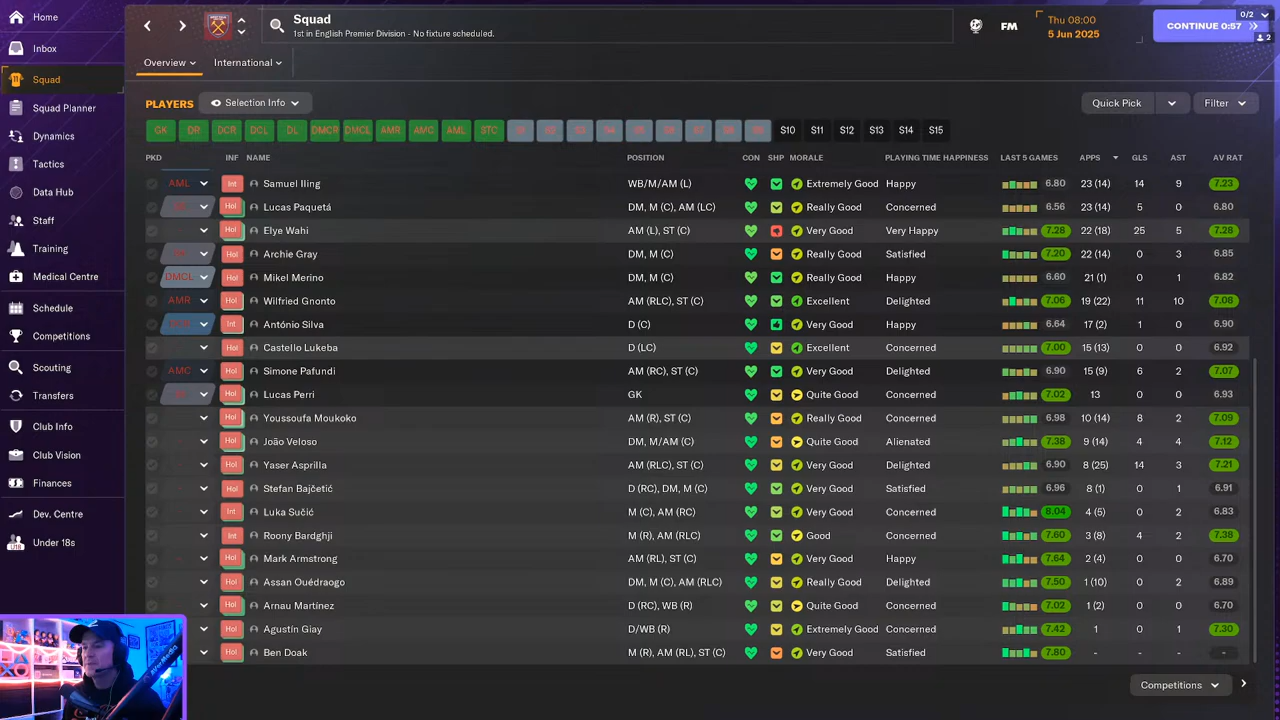 Home
Inbox
Squad
Squad Planner
Dynamics
Tactics
Data Hub
Staff
Training
Medical Centre
Schedule
Competitions
Scouting
Transfers
Club Info
Club Vision
Finances
Dev. Centre
Under 18s
Squad
1st in English Premier Division - No fixture scheduled.
FM
Thu 08:00
5 Jun 2025
CONTINUE 0:57
0/2
2
Overview
International
PLAYERS
Selection Info
Quick Pick
Filter
GK DR DCR DCL DL DMCR DMCL AMR AMC AML STC S1 S2 S3 S4 S5 S6 S7 S8 S9 S10 S11 S12 S13 S14 S15
PKD INF NAME POSITION CON SHP MORALE PLAYING TIME HAPPINESS LAST 5 GAMES APPS GLS AST AV RAT
AML Int Samuel Iling WB/M/AM (L) Extremely Good Happy 6.80 23 (14) 14 9 7.23
Hol Lucas Paquetá DM, M (C), AM (LC) Really Good Concerned 6.56 23 (14) 5 0 6.80
Hol Elye Wahi AM (L), ST (C) Very Good Very Happy 7.28 22 (18) 25 5 7.28
Hol Archie Gray DM, M (C) Really Good Satisfied 7.20 22 (14) 0 3 6.85
DMCL Hol Mikel Merino DM, M (C) Really Good Happy 6.60 21 (1) 0 1 6.82
AMR Hol Wilfried Gnonto AM (RLC), ST (C) Excellent Delighted 7.06 19 (22) 11 10 7.08
Int António Silva D (C) Very Good Happy 6.64 17 (2) 1 0 6.90
Hol Castello Lukeba D (LC) Excellent Concerned 7.00 15 (13) 0 0 6.92
AMC Hol Simone Pafundi AM (RC), ST (C) Very Good Delighted 6.90 15 (9) 6 2 7.07
Hol Lucas Perri GK Quite Good Concerned 7.02 13 0 0 6.93
Hol Youssoufa Moukoko AM (R), ST (C) Really Good Concerned 6.98 10 (14) 8 2 7.09
Hol João Veloso DM, M/AM (C) Quite Good Alienated 7.38 9 (14) 4 4 7.12
Hol Yaser Asprilla AM (RLC), ST (C) Very Good Delighted 6.90 8 (25) 14 3 7.21
Hol Stefan Bajčetić D (RC), DM, M (C) Very Good Satisfied 6.96 8 (1) 0 1 6.91
Int Luka Sučić M (C), AM (RC) Very Good Concerned 8.04 4 (5) 0 2 6.83
Int Roony Bardghji M (R), AM (RLC) Good Concerned 7.60 3 (8) 4 2 7.38
Hol Mark Armstrong AM (RL), ST (C) Very Good Happy 7.64 2 (4) 0 0 6.70
Hol Assan Ouédraogo DM, M (C), AM (RLC) Really Good Delighted 7.50 1 (10) 0 2 6.89
Hol Arnau Martínez D (RC), WB (R) Quite Good Concerned 7.02 1 (2) 0 0 6.70
Hol Agustín Giay D/WB (R) Extremely Good Concerned 7.42 1 0 1 7.30
Hol Ben Doak M (R), AM (RL), ST (C) Very Good Satisfied 7.80 - - - -
Competitions